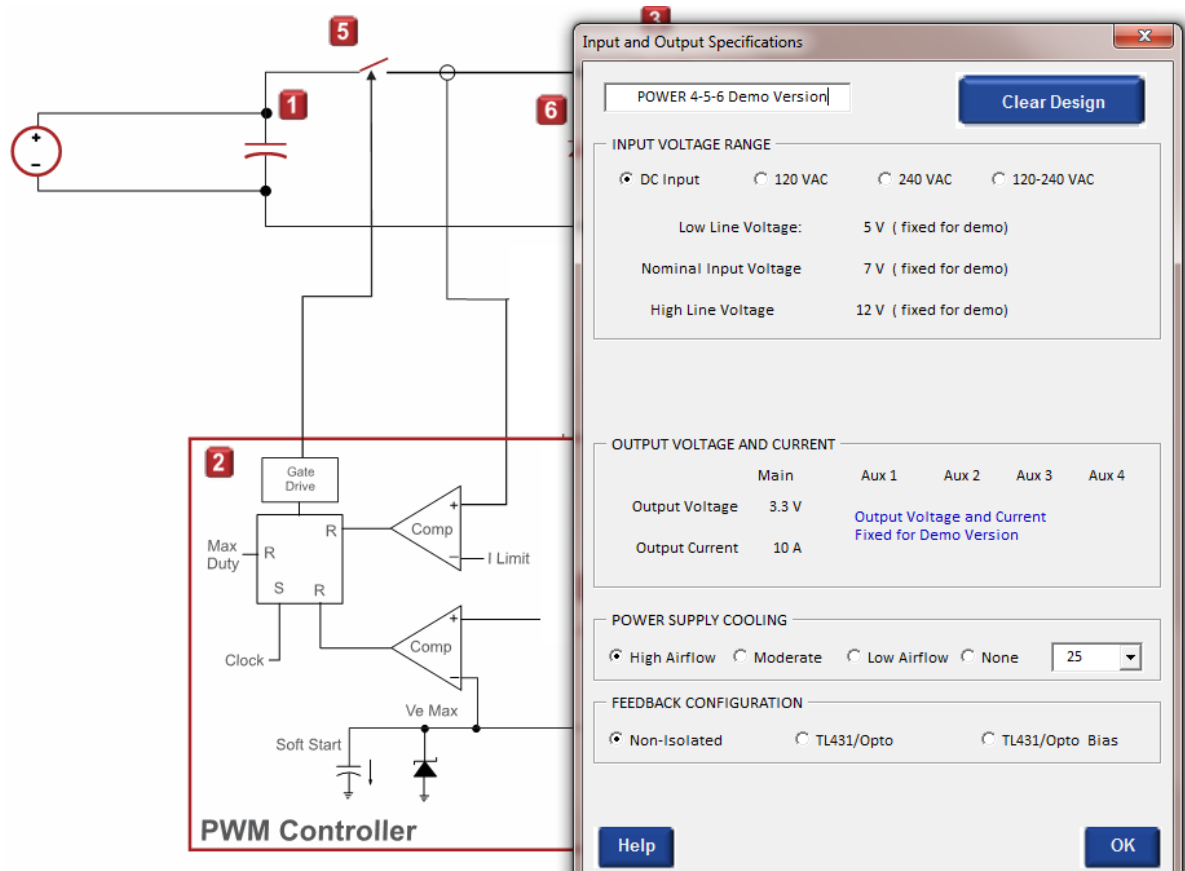 5
3
1
6
2
Gate
Drive
R
Comp
+
−
I Limit
Max
Duty
R
S
R
Clock
Comp
+
−
Ve Max
Soft Start
PWM Controller
+
-
Input and Output Specifications
x
POWER 4-5-6 Demo Version
Clear Design
INPUT VOLTAGE RANGE
DC Input 120 VAC 240 VAC 120-240 VAC
Low Line Voltage: 5 V ( fixed for demo)
Nominal Input Voltage 7 V ( fixed for demo)
High Line Voltage 12 V ( fixed for demo)
OUTPUT VOLTAGE AND CURRENT
Main Aux 1 Aux 2 Aux 3 Aux 4
Output Voltage 3.3 V
Output Current 10 A
Output Voltage and Current
Fixed for Demo Version
POWER SUPPLY COOLING
High Airflow Moderate Low Airflow None 25
FEEDBACK CONFIGURATION
Non-Isolated TL431/Opto TL431/Opto Bias
Help OK